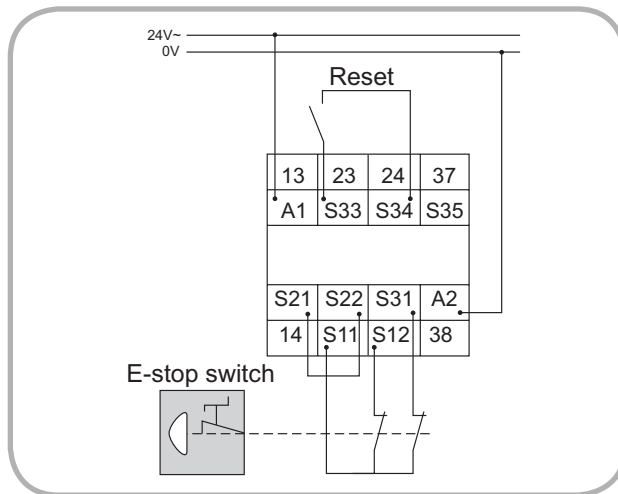 24V~
0V
Reset
13 23 24 37
A1 S33 S34 S35
S21 S22 S31 A2
14 S11 S12 38
E-stop switch